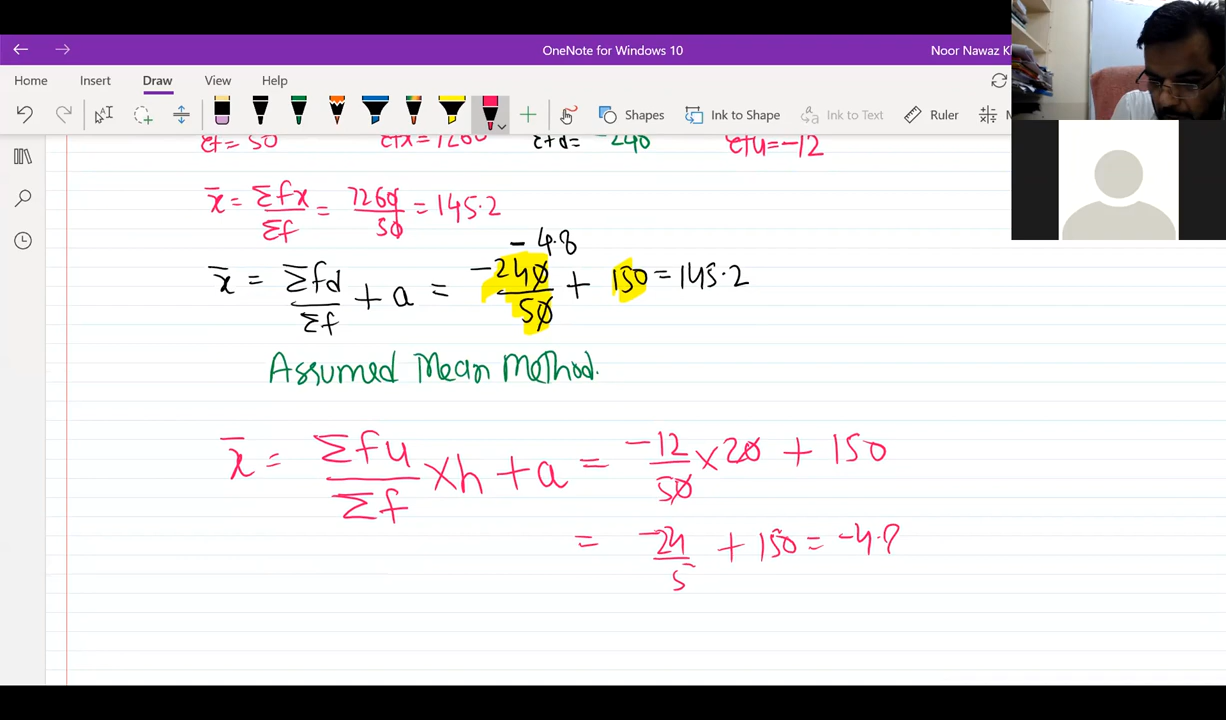 OneNote for Windows 10
Noor Nawaz K
Home Insert Draw View Help
Shapes Ink to Shape Ink to Text Ruler M
Σf= 50 Σfx=7260 Σfd= -240 Σfu=-12
x̄ = Σfx/Σf = 7260/50 = 145.2
-4.8
x̄ = Σfd/Σf + a = -240/50 + 150 = 145.2
Assumed Mean Method.
x̄ = Σfu/Σf × h + a = -12/50 × 20 + 150
= -24/5 + 150 =